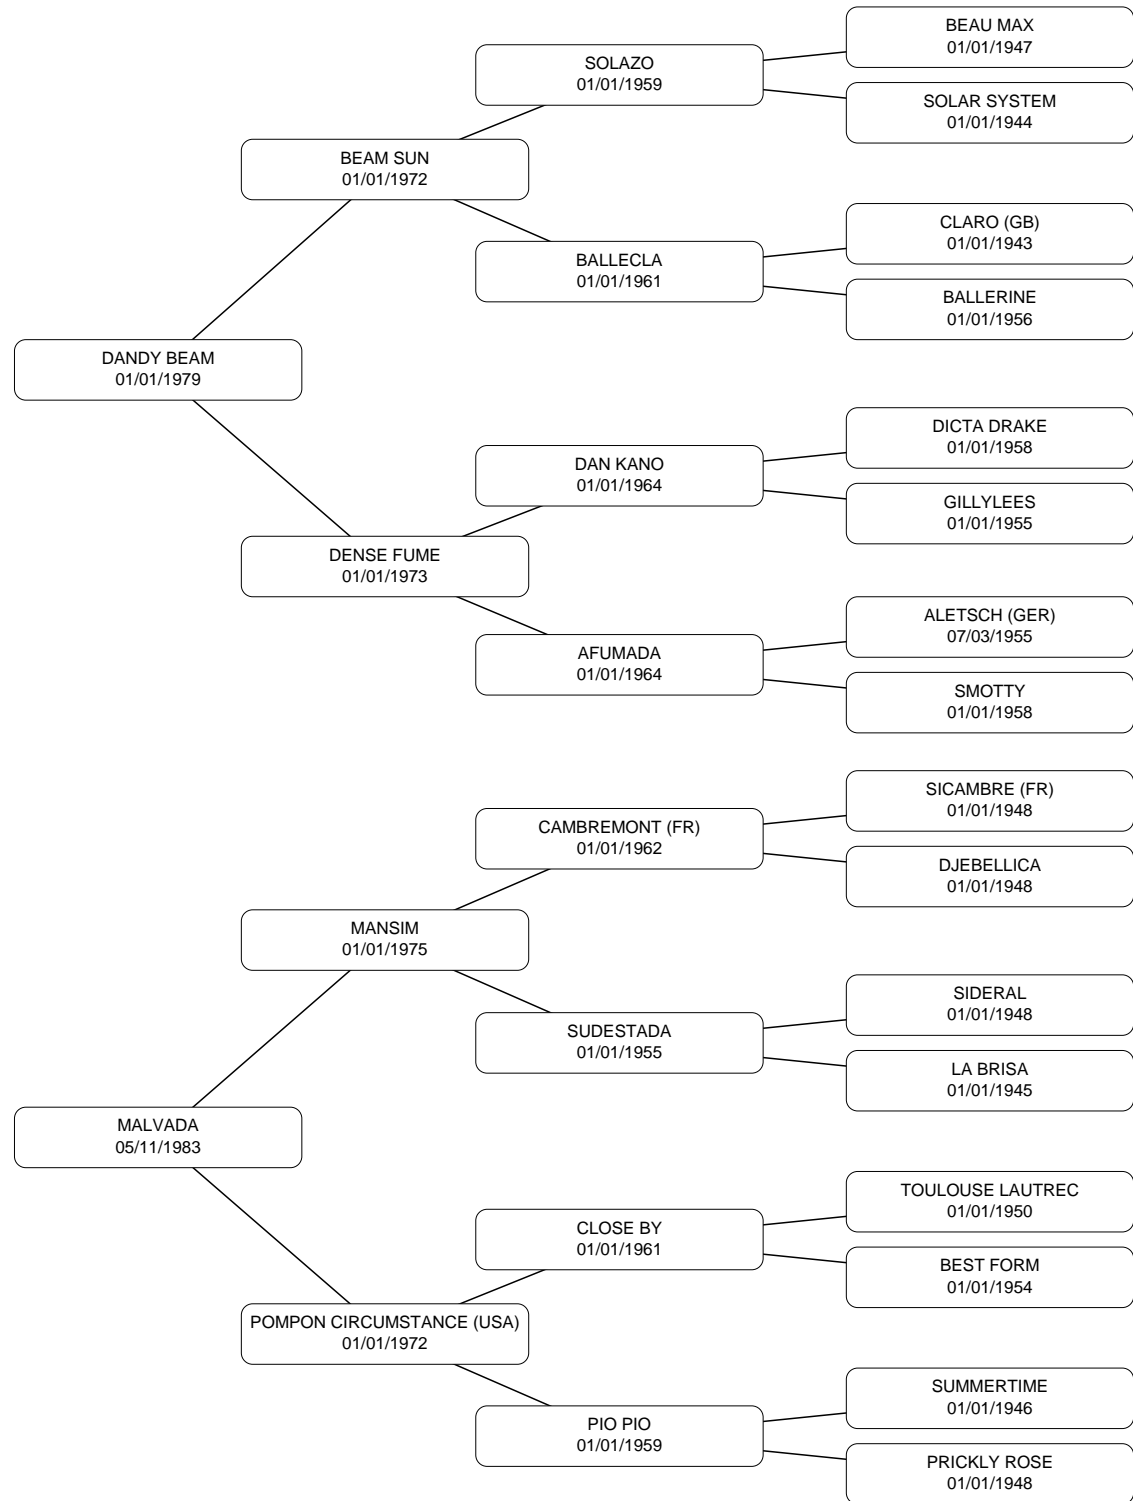 BEAU MAX
01/01/1947
SOLAZO
01/01/1959
SOLAR SYSTEM
01/01/1944
BEAM SUN
01/01/1972
CLARO (GB)
01/01/1943
BALLECLA
01/01/1961
BALLERINE
01/01/1956
DANDY BEAM
01/01/1979
DICTA DRAKE
01/01/1958
DAN KANO
01/01/1964
GILLYLEES
01/01/1955
DENSE FUME
01/01/1973
ALETSCH (GER)
07/03/1955
AFUMADA
01/01/1964
SMOTTY
01/01/1958
SICAMBRE (FR)
01/01/1948
CAMBREMONT (FR)
01/01/1962
DJEBELLICA
01/01/1948
MANSIM
01/01/1975
SIDERAL
01/01/1948
SUDESTADA
01/01/1955
LA BRISA
01/01/1945
MALVADA
05/11/1983
TOULOUSE LAUTREC
01/01/1950
CLOSE BY
01/01/1961
BEST FORM
01/01/1954
POMPON CIRCUMSTANCE (USA)
01/01/1972
SUMMERTIME
01/01/1946
PIO PIO
01/01/1959
PRICKLY ROSE
01/01/1948